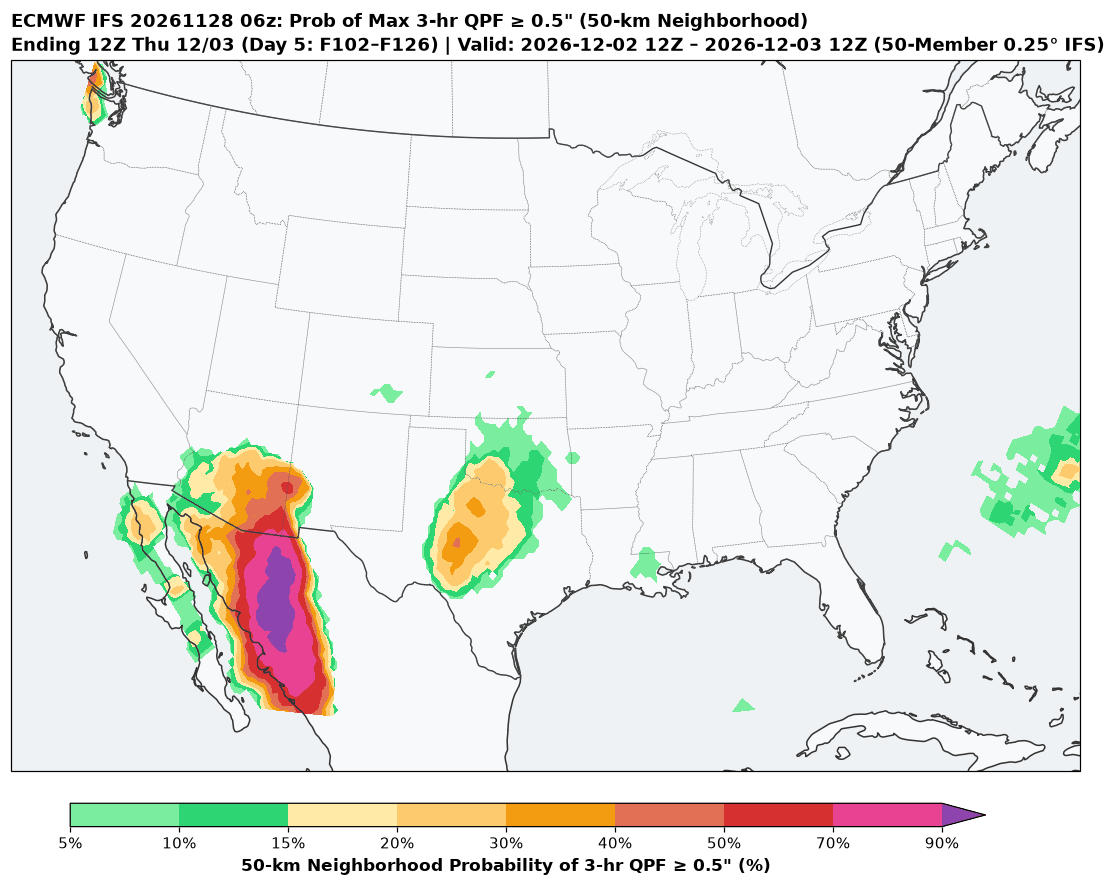 ECMWF IFS 20261128 06z: Prob of Max 3-hr QPF ≥ 0.5" (50-km Neighborhood)
Ending 12Z Thu 12/03 (Day 5: F102–F126) | Valid: 2026-12-02 12Z – 2026-12-03 12Z (50-Member 0.25° IFS)
5% 10% 15% 20% 30% 40% 50% 70% 90%
50-km Neighborhood Probability of 3-hr QPF ≥ 0.5" (%)